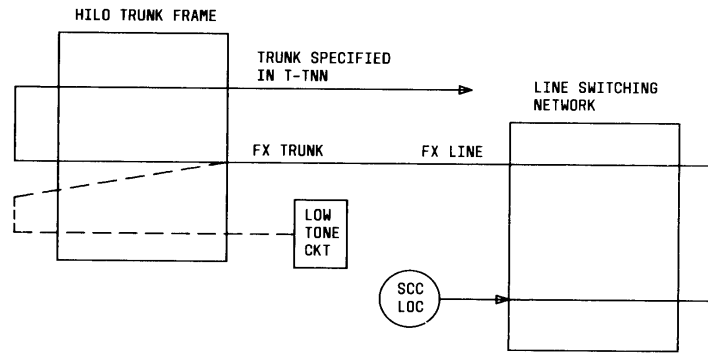 HILO TRUNK FRAME
TRUNK SPECIFIED
IN T-TNN
LINE SWITCHING
NETWORK
FX TRUNK
FX LINE
LOW
TONE
CKT
SCC
LOC